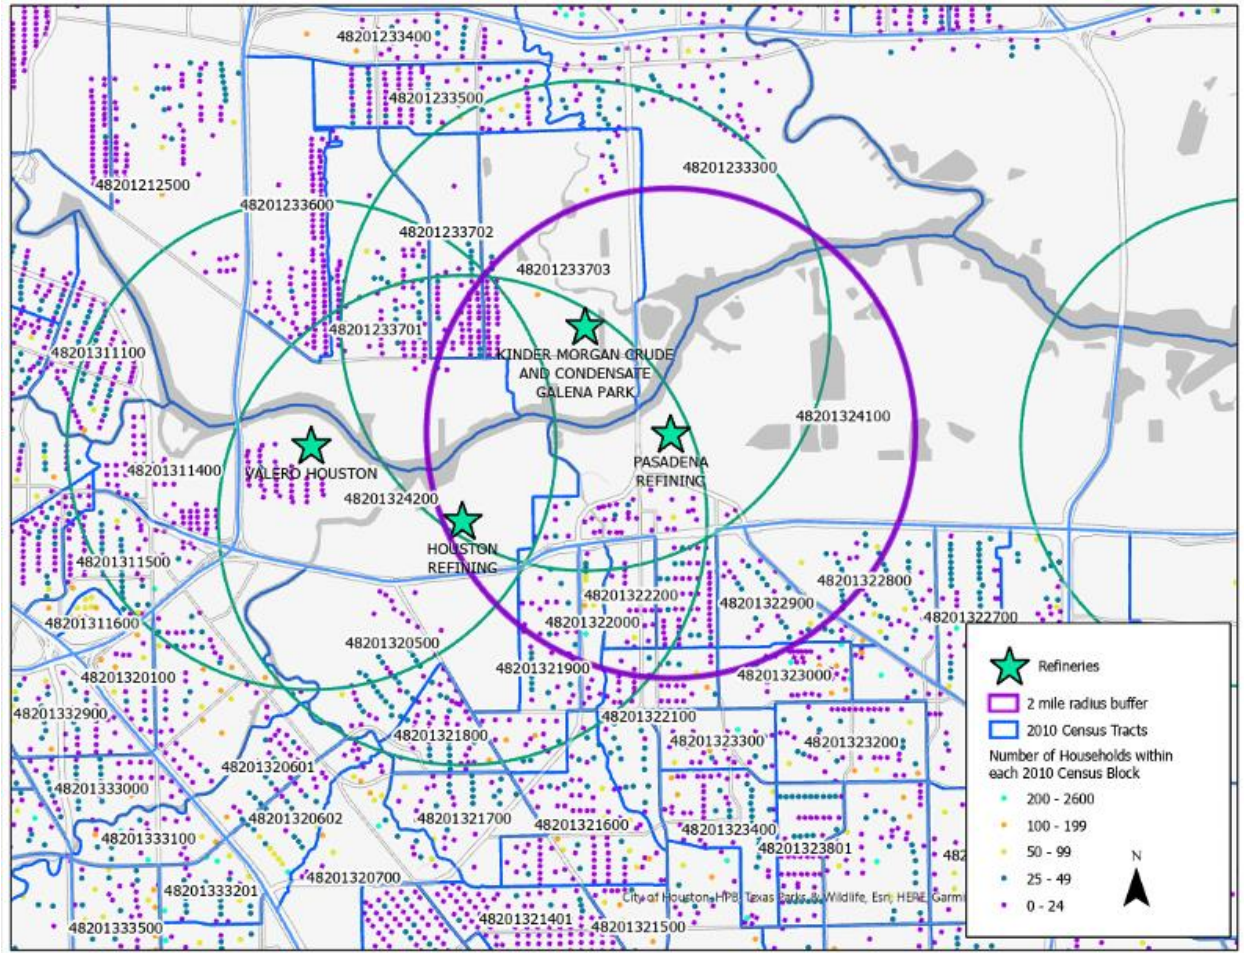 48201233400
48201233500
48201233300
48201212500
48201233600
48201233702
48201233703
48201233701
48201311100
KINDER MORGAN CRUDE
AND CONDENSATE
GALENA PARK
48201324100
PASADENA
REFINING
48201311400
VALERO HOUSTON
48201324200
HOUSTON
REFINING
48201311500
48201322800
48201322200
48201322900
48201311600
48201322000
48201322700
48201320500
48201321900
48201323000
48201320100
48201332900
48201322100
48201321800
48201323300
48201323200
48201320601
48201333000
48201320602
48201321700
48201321600
48201323400
48201333100
48201323801
482
48201320700
48201333201
48201321401
48201333500
48201321500
City of Houston, HPB, Texas Parks & Wildlife, Esri, HERE, Garmi
Refineries
2 mile radius buffer
2010 Census Tracts
Number of Households within
each 2010 Census Block
200 - 2600
100 - 199
50 - 99
25 - 49
0 - 24
N